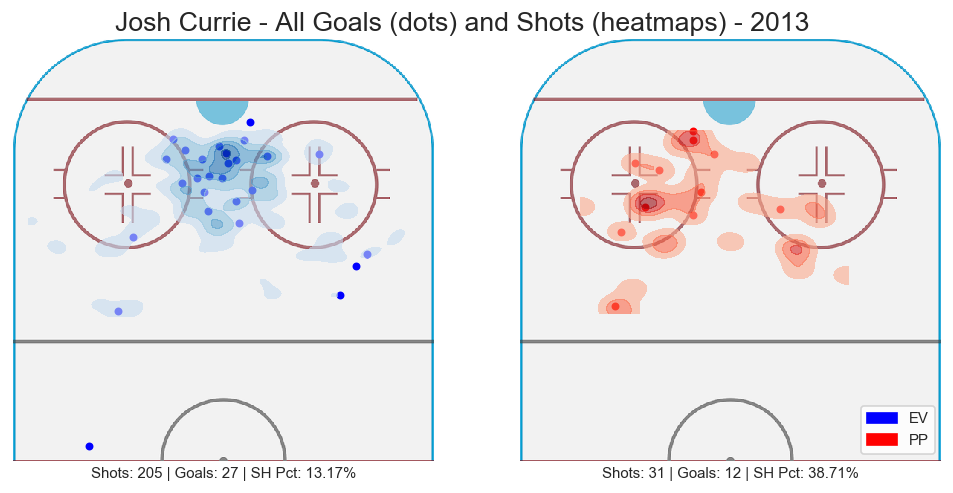 Josh Currie - All Goals (dots) and Shots (heatmaps) - 2013
EV
PP
Shots: 205 | Goals: 27 | SH Pct: 13.17%
Shots: 31 | Goals: 12 | SH Pct: 38.71%